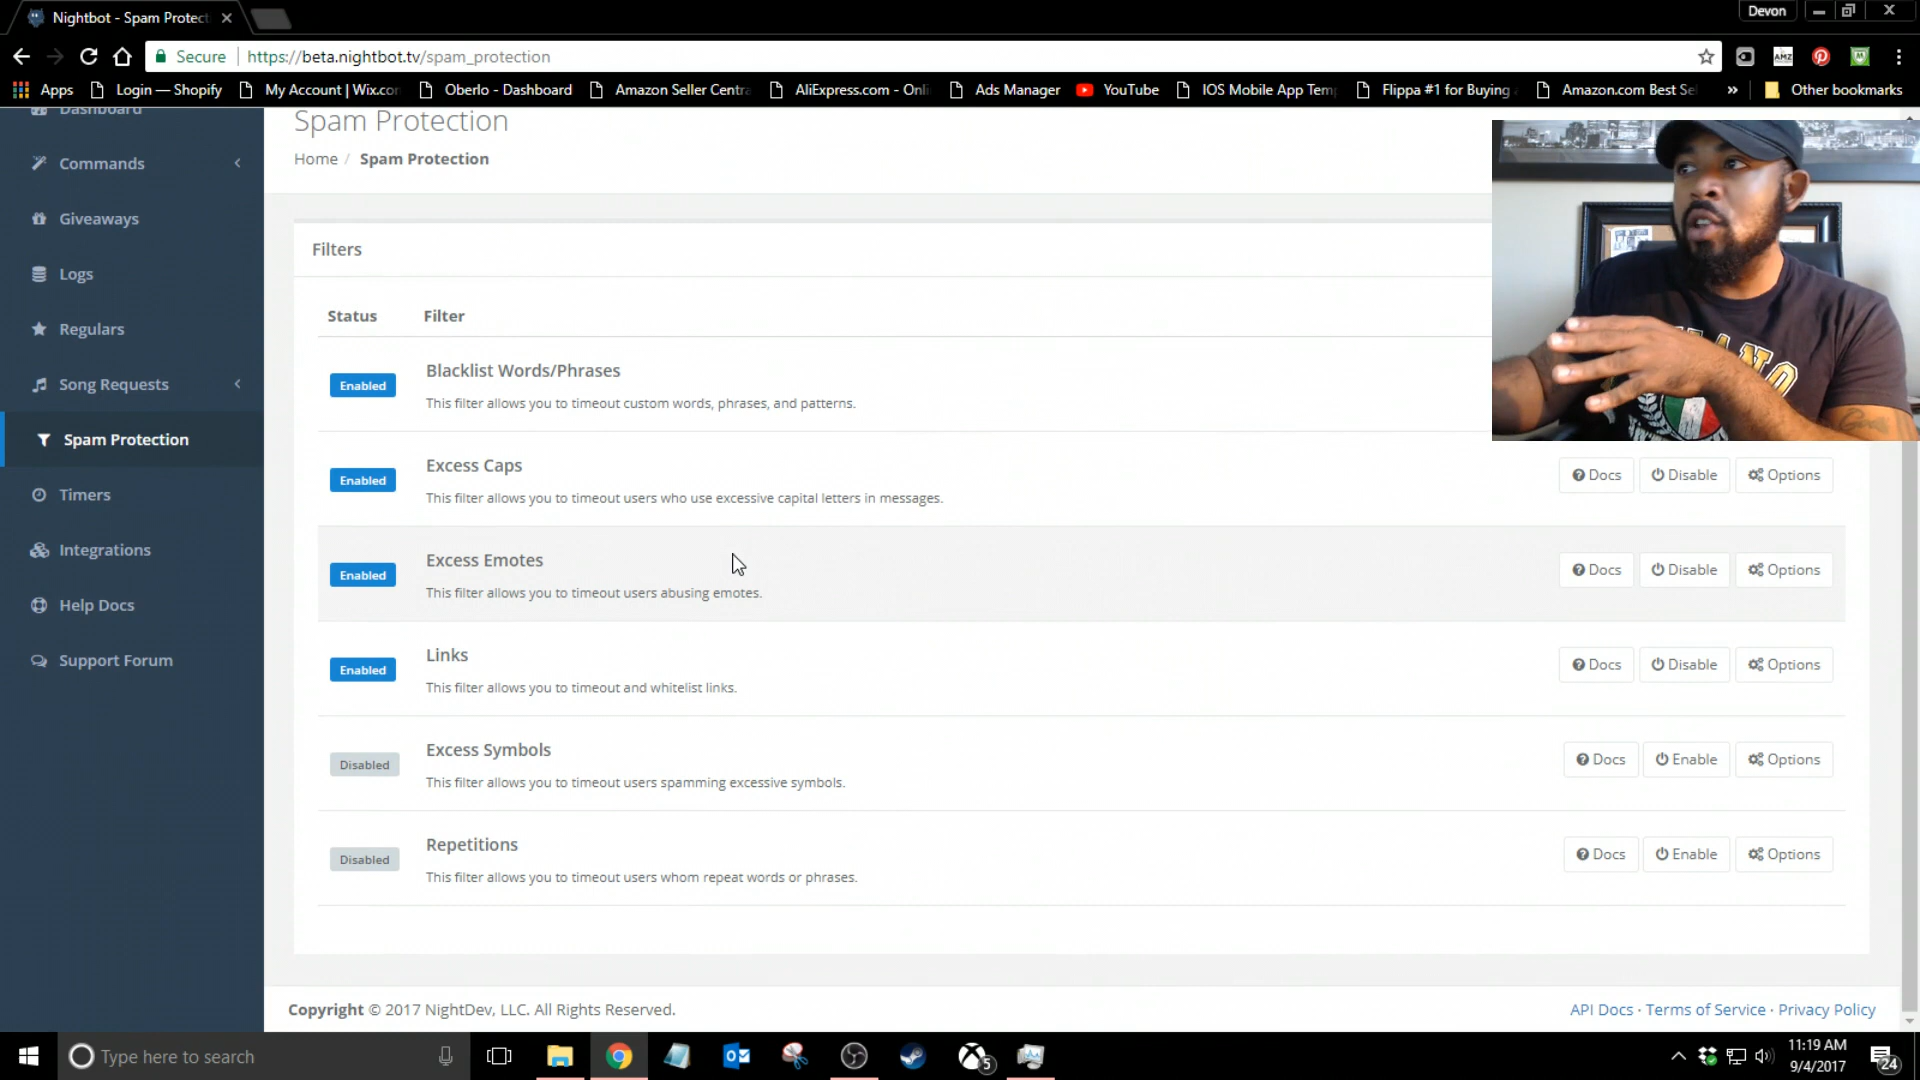 Nightbot - Spam Protect
Devon
Secure https://beta.nightbot.tv/spam_protection
AMZ
Apps Login — Shopify My Account | Wix.co Oberlo - Dashboard Amazon Seller Centra AliExpress.com - Onli Ads Manager YouTube IOS Mobile App Temp Flippa #1 for Buying Amazon.com Best Se » Other bookmarks
Dashboard
Commands
Giveaways
Logs
Regulars
Song Requests
Spam Protection
Timers
Integrations
Help Docs
Support Forum
Spam Protection
Home / Spam Protection
Filters
Status Filter
Enabled Blacklist Words/Phrases
This filter allows you to timeout custom words, phrases, and patterns.
Enabled Excess Caps Docs Disable Options
This filter allows you to timeout users who use excessive capital letters in messages.
Enabled Excess Emotes Docs Disable Options
This filter allows you to timeout users abusing emotes.
Enabled Links Docs Disable Options
This filter allows you to timeout and whitelist links.
Disabled Excess Symbols Docs Enable Options
This filter allows you to timeout users spamming excessive symbols.
Disabled Repetitions Docs Enable Options
This filter allows you to timeout users whom repeat words or phrases.
Copyright © 2017 NightDev, LLC. All Rights Reserved.
API Docs · Terms of Service · Privacy Policy
Type here to search
5
11:19 AM
9/4/2017
24